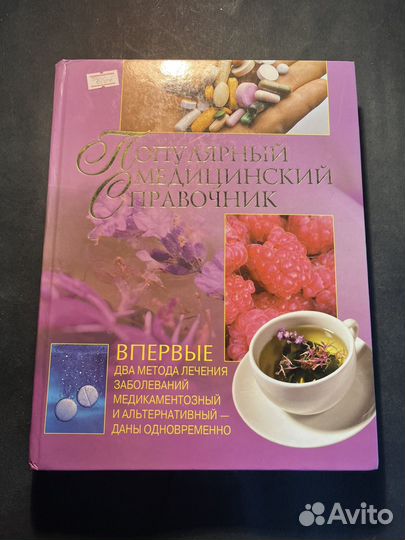 Популярный
медицинский
Справочник
ВПЕРВЫЕ
ДВА МЕТОДА ЛЕЧЕНИЯ
ЗАБОЛЕВАНИЙ
МЕДИКАМЕНТОЗНЫЙ
И АЛЬТЕРНАТИВНЫЙ —
ДАНЫ ОДНОВРЕМЕННО
Avito